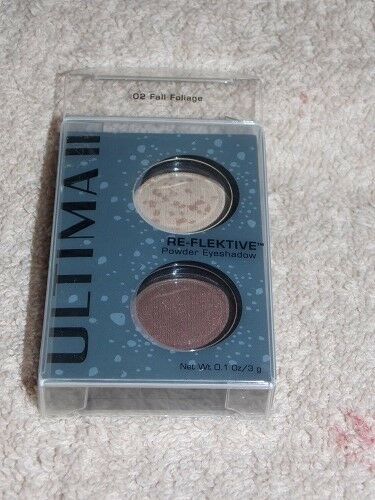 02 Fall Foliage
ULTIMA II
RE-FLEKTIVE™
Powder Eyeshadow
Net Wt. 0.1 Oz/3 g